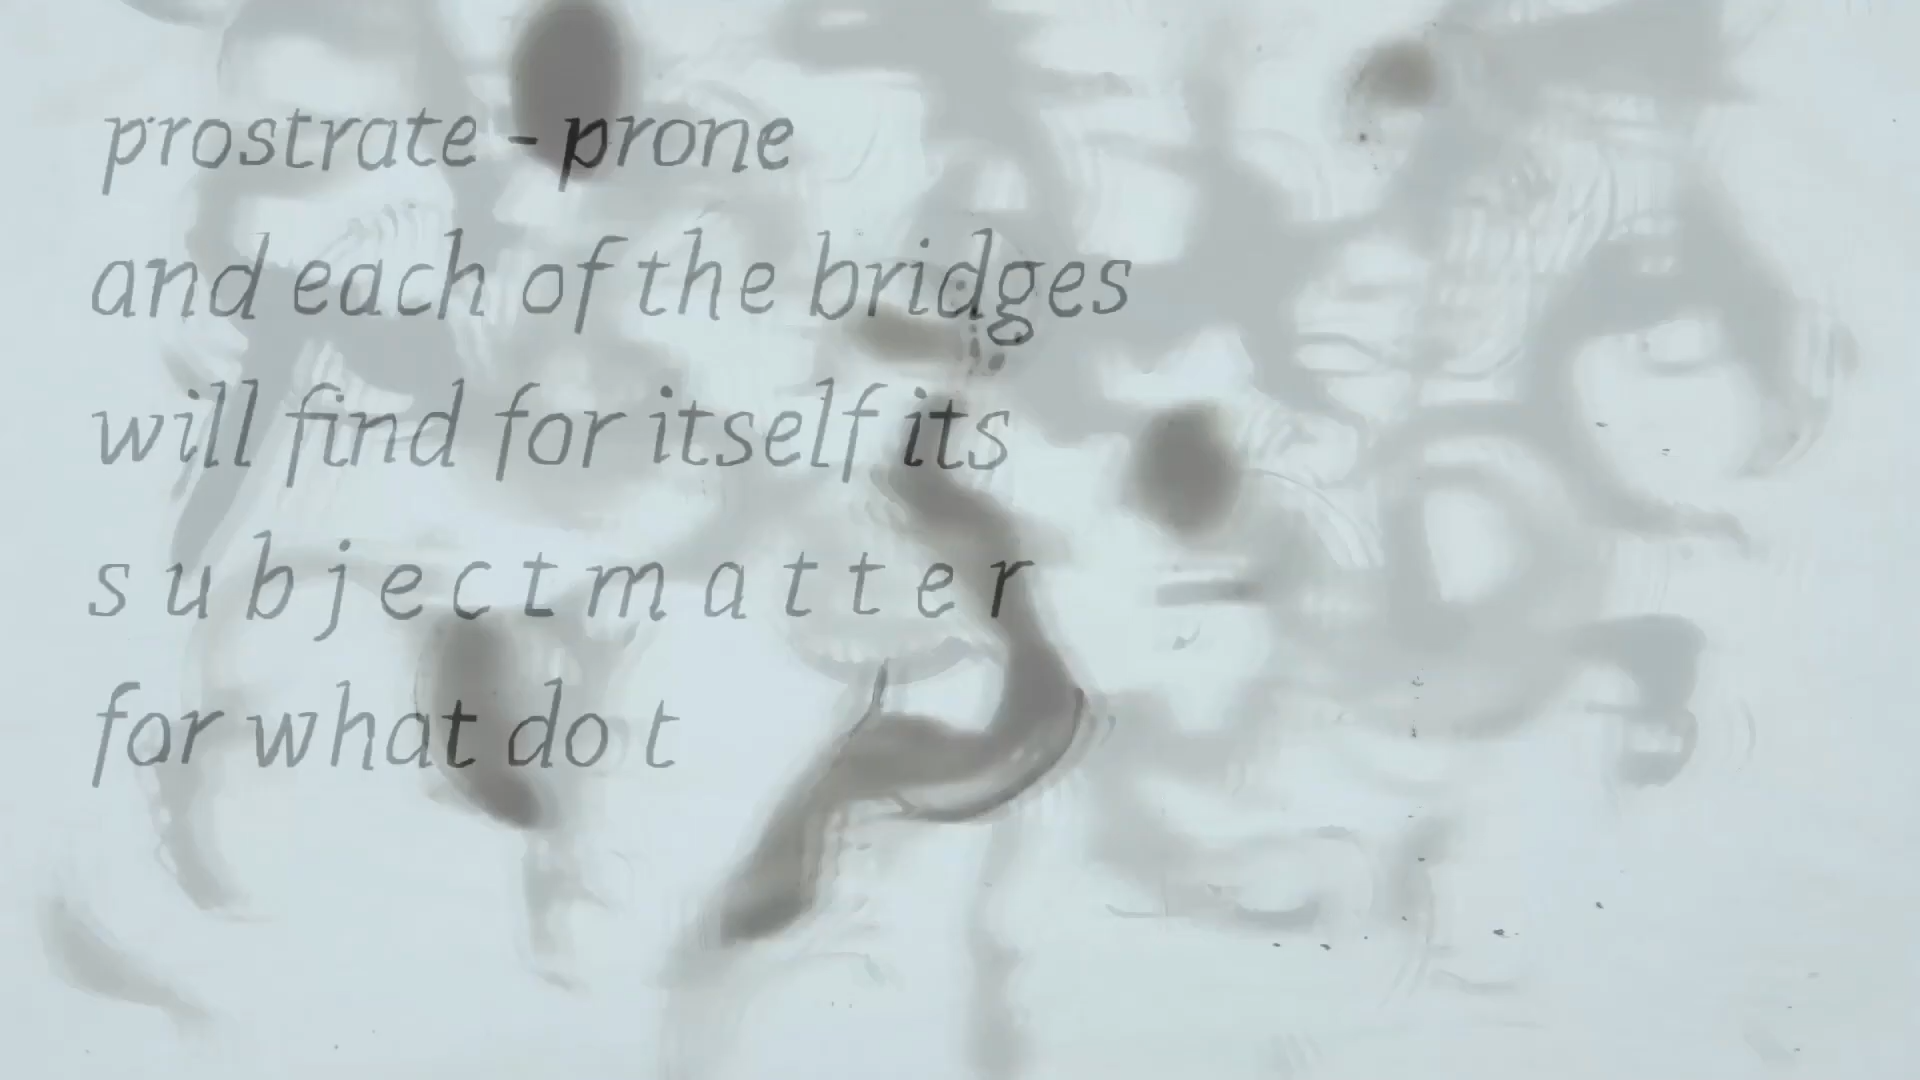 prostrate - prone
and each of the bridges
will find for itself its
s u b j e c t m a t t e r
for what do t